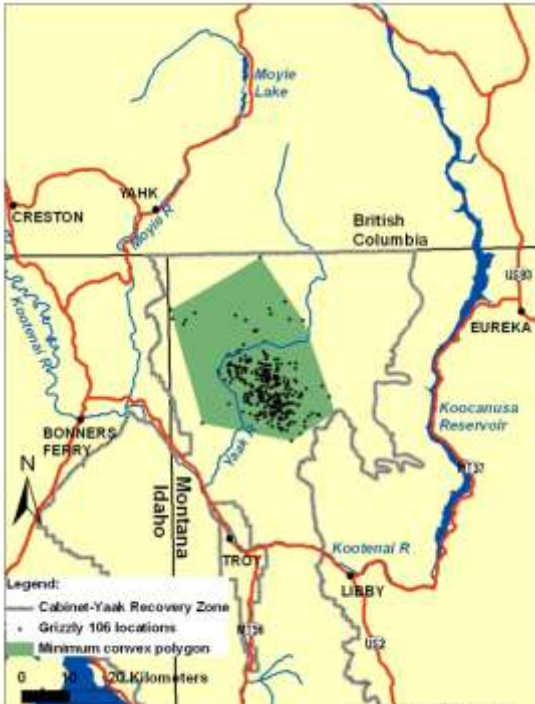 Moyie
Lake
YAHK
CRESTON
Moyie R
British
Columbia
US93
Kootenai R
EUREKA
Koocanusa
Reservoir
BONNERS
FERRY
Yaak R
N
Montana
Idaho
MT37
TROY
Kootenai R
LIBBY
Legend:
Cabinet-Yaak Recovery Zone
Grizzly 106 locations
Minimum convex polygon
MT56
US2
0 10 20 Kilometers